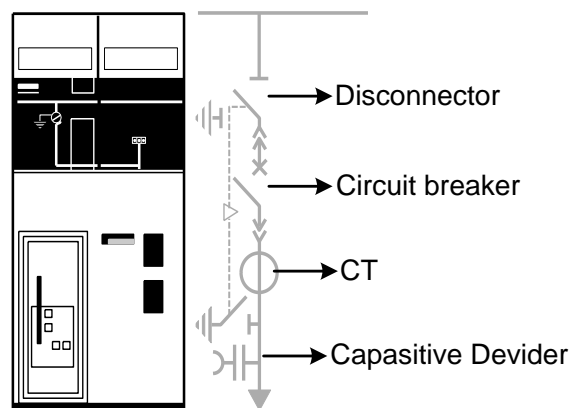 Disconnector
Circuit breaker
CT
Capasitive Devider